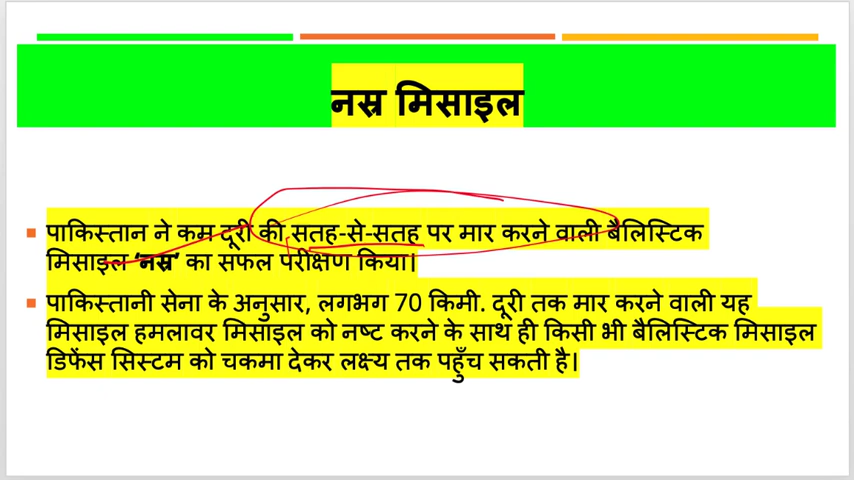 नस्र मिसाइल
पाकिस्तान ने कम दूरी की सतह-से-सतह पर मार करने वाली बैलिस्टिक
मिसाइल ‘नस्र’ का सफल परीक्षण किया।
पाकिस्तानी सेना के अनुसार, लगभग 70 किमी. दूरी तक मार करने वाली यह
मिसाइल हमलावर मिसाइल को नष्ट करने के साथ ही किसी भी बैलिस्टिक मिसाइल
डिफेंस सिस्टम को चकमा देकर लक्ष्य तक पहुँच सकती है।